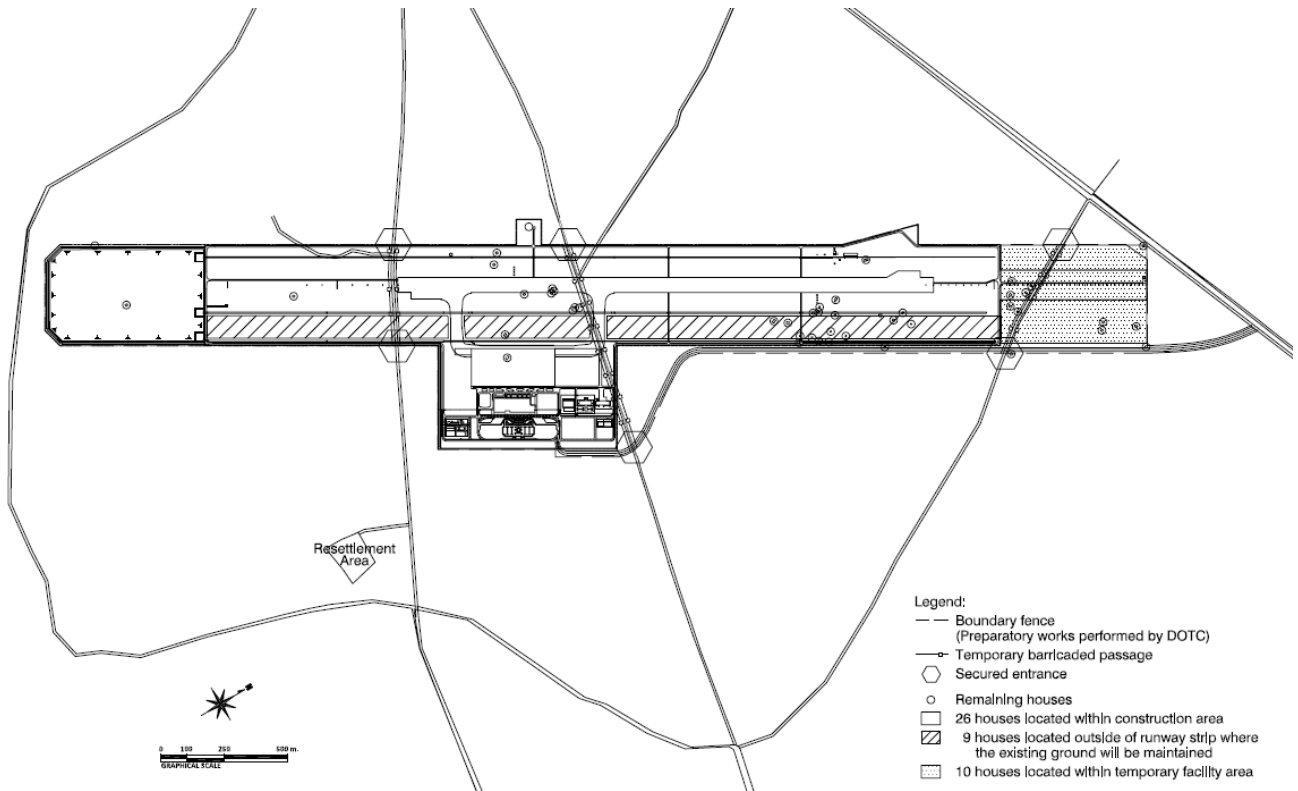 Resettlement
Area
Legend:
Boundary fence
(Preparatory works performed by DOTC)
Temporary barricaded passage
Secured entrance
Remaining houses
26 houses located within construction area
9 houses located outside of runway strip where
the existing ground will be maintained
10 houses located within temporary facility area
0 100 250 500 m.
GRAPHICAL SCALE